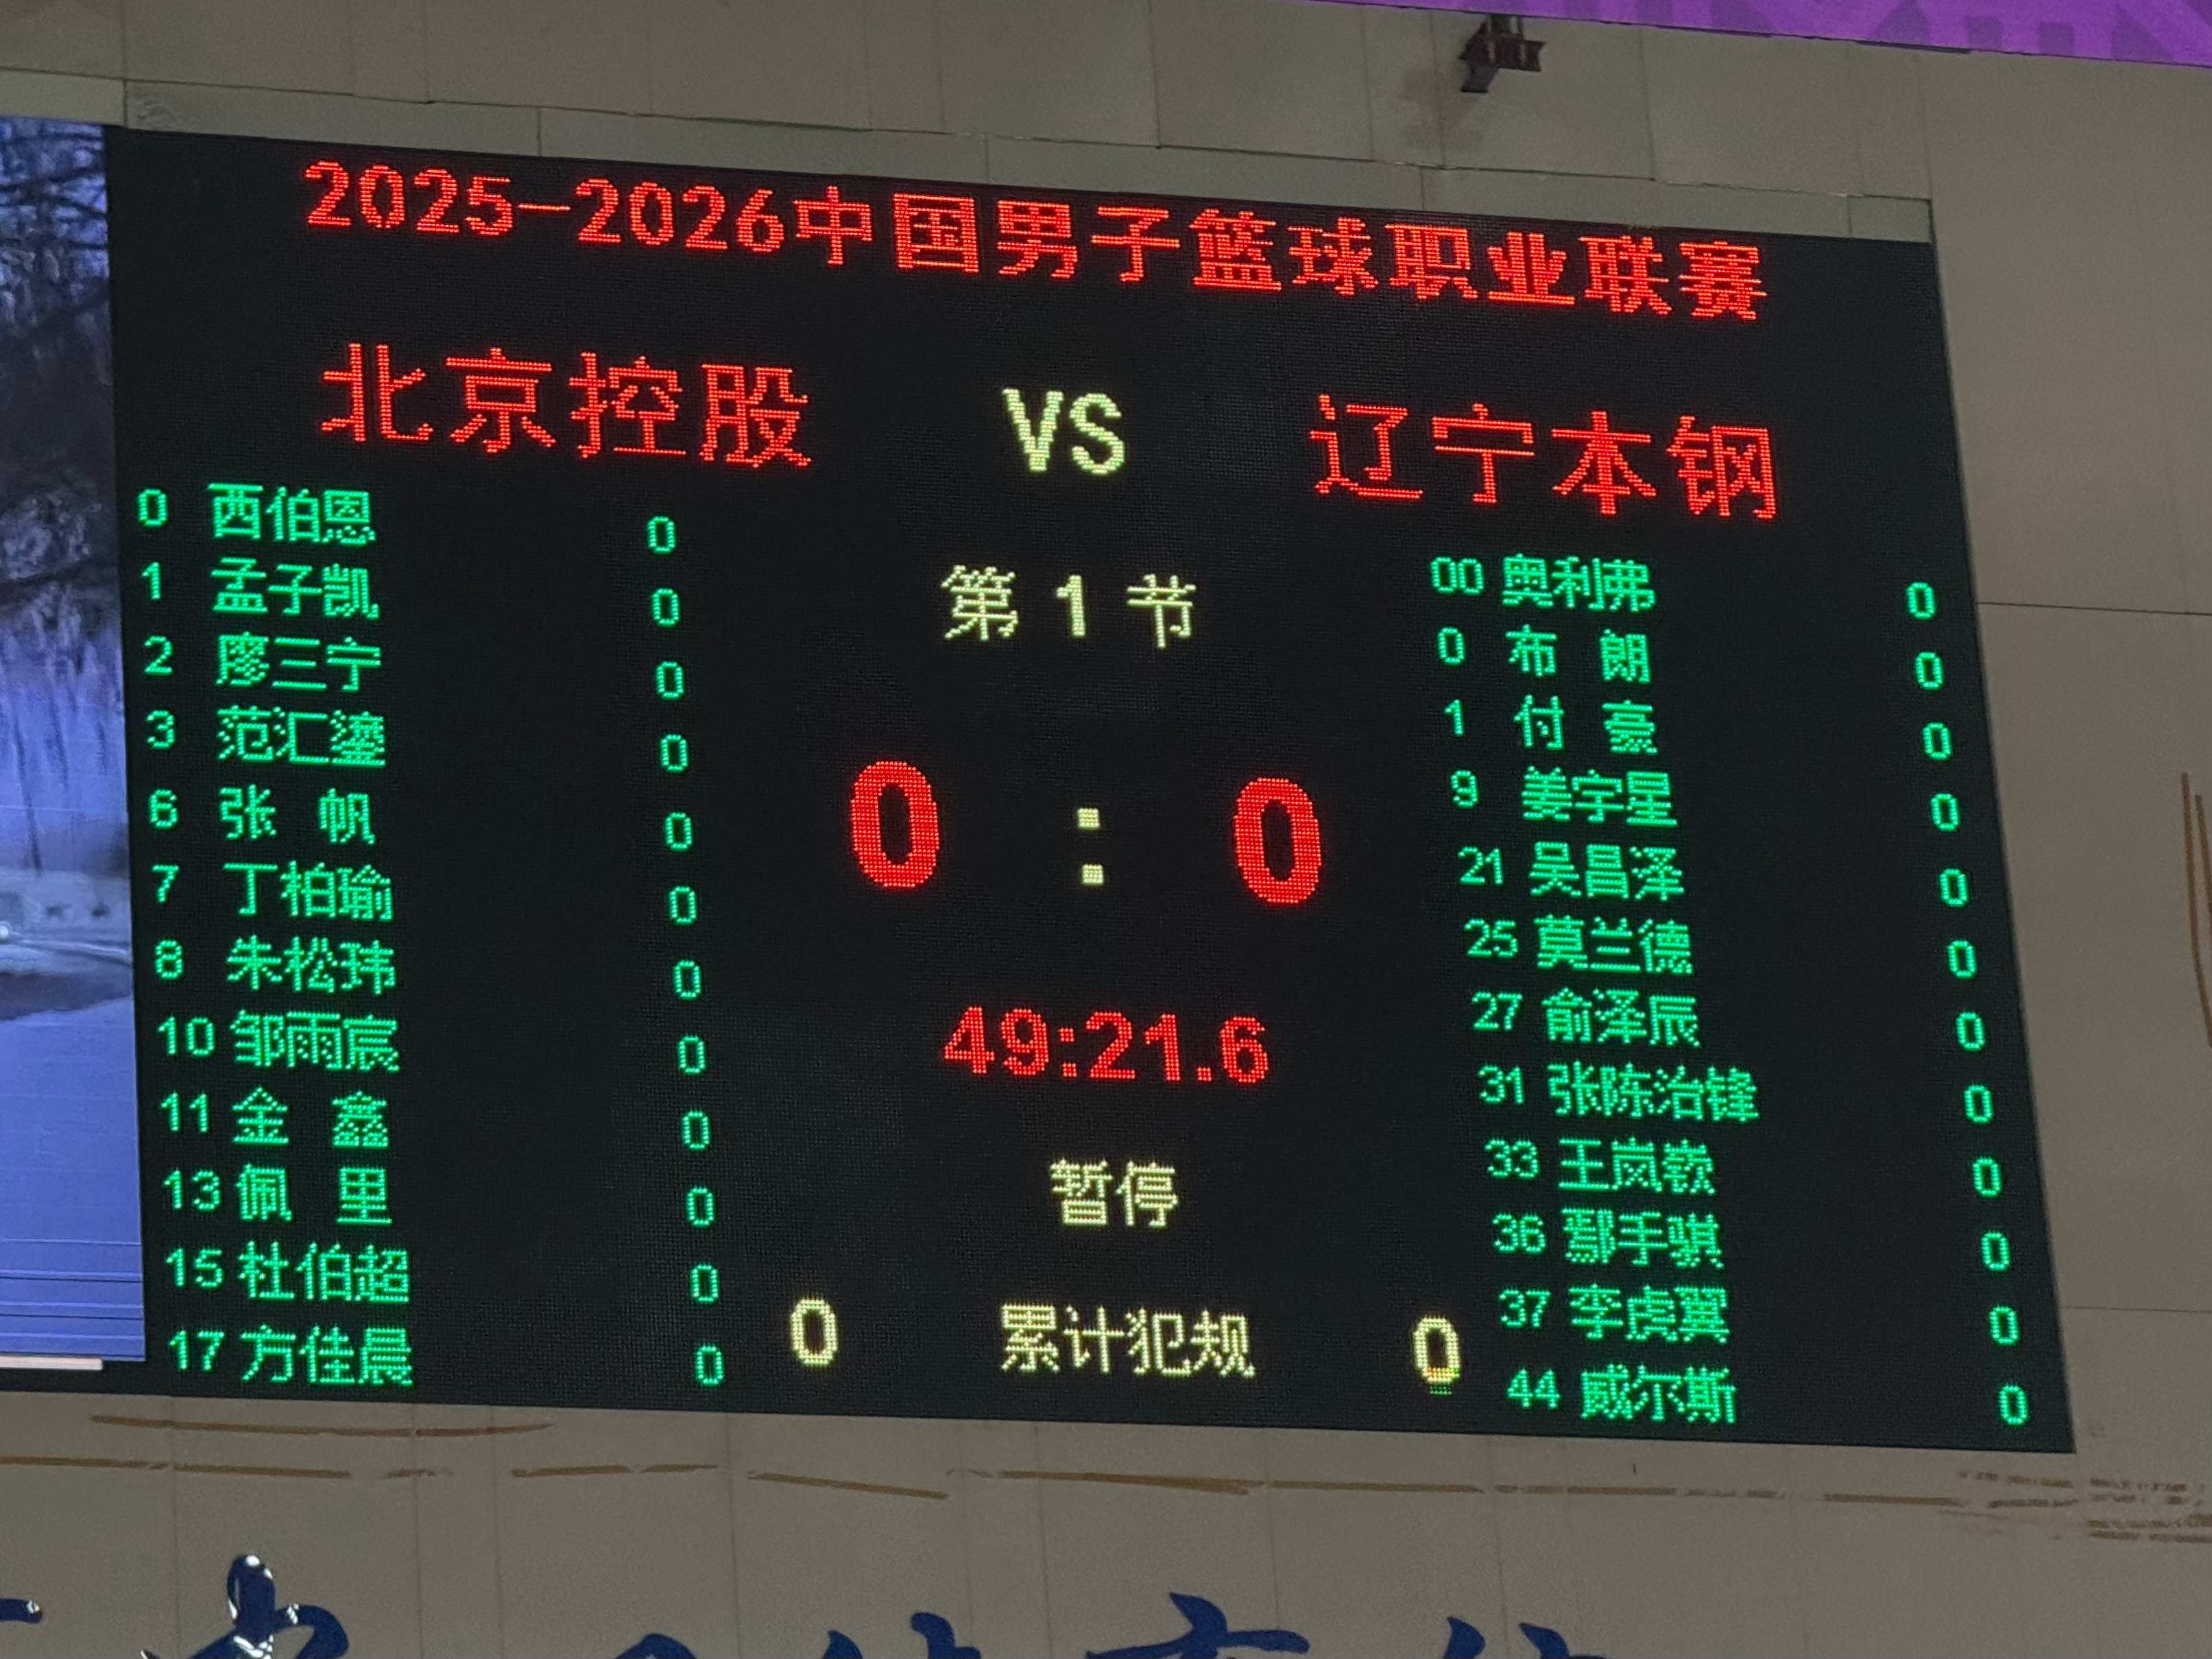 2025-2026中国男子篮球职业联赛
北京控股 VS 辽宁本钢
第 1 节
0 : 0
49:21.6
暂停
0 累计犯规 0
0 西伯恩 0
1 孟子凯 0
2 廖三宁 0
3 范汇鎏 0
6 张 帆 0
7 丁柏瑜 0
8 朱松玮 0
10 邹雨宸 0
11 金 鑫 0
13 佩 里 0
15 杜伯超 0
17 方佳晨 0
00 奥利弗 0
0 布 朗 0
1 付 豪 0
9 姜宇星 0
21 吴昌泽 0
25 莫兰德 0
27 俞泽辰 0
31 张陈治锋 0
33 王岚嵚 0
36 鄢手骐 0
37 李虎翼 0
44 威尔斯 0